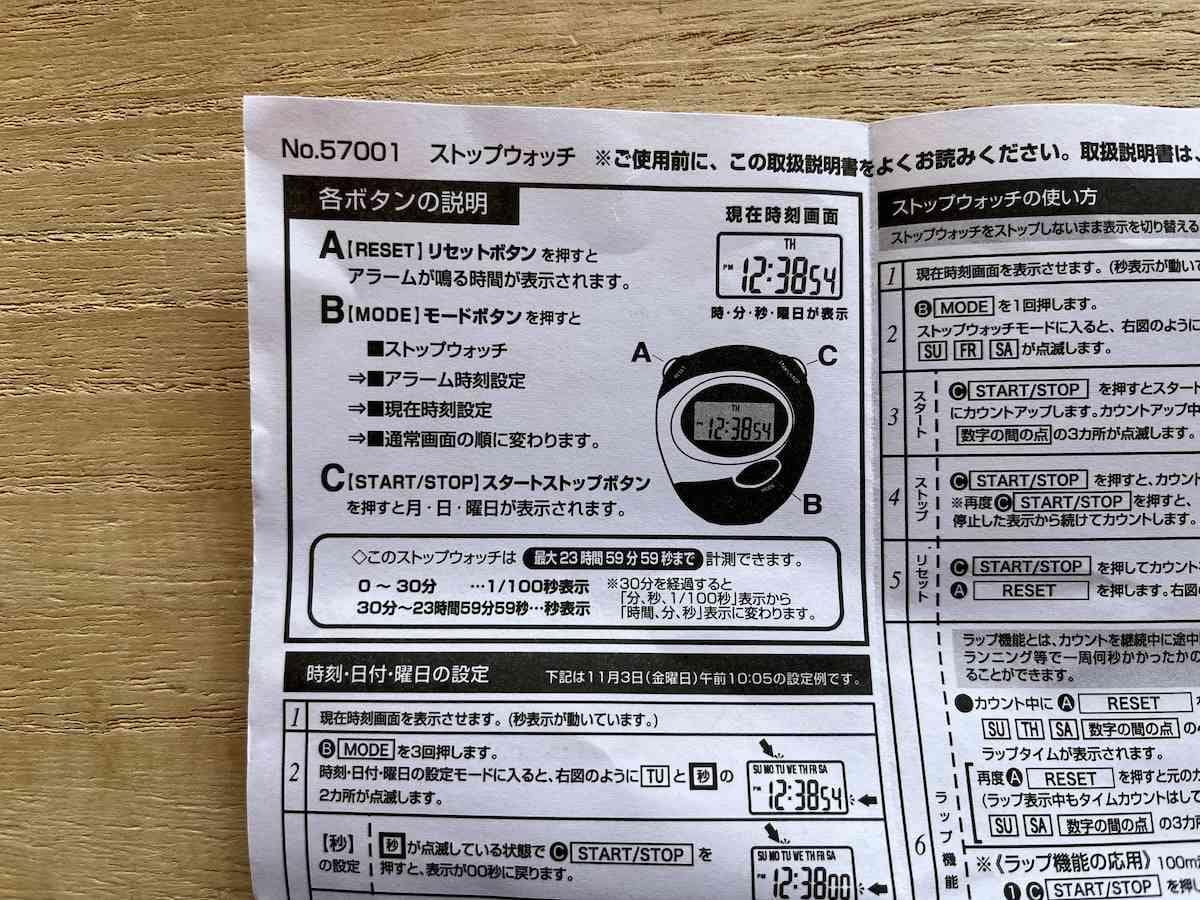 No.57001 ストップウォッチ ※ご使用前に、この取扱説明書をよくお読みください。取扱説明書は、
各ボタンの説明
A【RESET】リセットボタンを押すと
アラームが鳴る時間が表示されます。
B【MODE】モードボタンを押すと
■ストップウォッチ
⇒■アラーム時刻設定
⇒■現在時刻設定
⇒■通常画面の順に変わります。
C【START/STOP】スタートストップボタン
を押すと月・日・曜日が表示されます。
現在時刻画面
TH
PM 12:3854
時・分・秒・曜日が表示
A
C
TH
12:3854
B
◇このストップウォッチは 最大23時間59分59秒まで 計測できます。
0～30分 …1/100秒表示
30分～23時間59分59秒…秒表示
※30分を経過すると
「分、秒、1/100秒」表示から
「時間、分、秒」表示に変わります。
時刻・日付・曜日の設定 下記は11月3日(金曜日)午前10:05の設定例です。
1 現在時刻画面を表示させます。(秒表示が動いています。)
2 B MODE を3回押します。
時刻・日付・曜日の設定モードに入ると、右図のように TU と 秒 の
2カ所が点滅します。
SU MO TU WE TH FR SA
PM 12:3854
【秒】の設定
秒 が点滅している状態で C START/STOP を
押すと、表示が00秒に戻ります。
SU MO TU WE TH FR SA
PM 12:3800
ストップウォッチの使い方
ストップウォッチをストップしないまま表示を切り替える
1 現在時刻画面を表示させます。(秒表示が動いて
2 B MODE を1回押します。
ストップウォッチモードに入ると、右図のように
SU FR SA が点滅します。
3 スタート
C START/STOP を押すとスタート
にカウントアップします。カウントアップ中
数字の間の点 の3カ所が点滅します。
4 ストップ
C START/STOP を押すと、カウント
※再度 C START/STOP を押すと、
停止した表示から続けてカウントします。
5 リセット
C START/STOP を押してカウント
A RESET を押します。右図
6 ラップ機能
ラップ機能とは、カウントを継続中に途中
ランニング等で一周何秒かかったかの
ることができます。
●カウント中に A RESET
SU TH SA 数字の間の点 の4
ラップタイムが表示されます。
再度 A RESET を押すと元のカ
(ラップ表示中もタイムカウントはして
SU SA 数字の間の点 の3カ所
※《ラップ機能の応用》 100m
❶ C START/STOP を押し